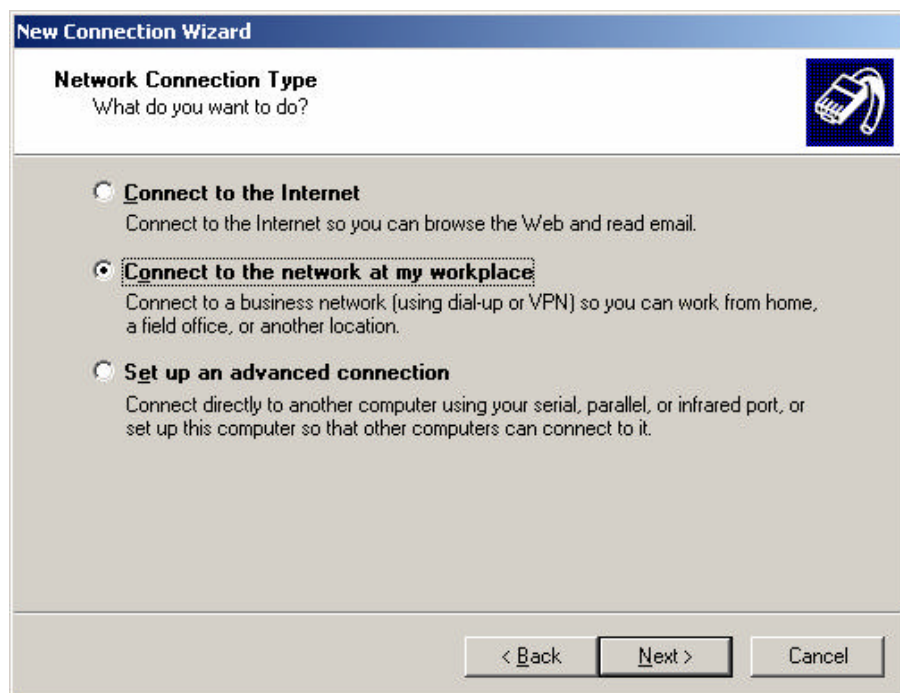 New Connection Wizard
Network Connection Type
What do you want to do?
Connect to the Internet
Connect to the Internet so you can browse the Web and read email.
Connect to the network at my workplace
Connect to a business network (using dial-up or VPN) so you can work from home,
a field office, or another location.
Set up an advanced connection
Connect directly to another computer using your serial, parallel, or infrared port, or
set up this computer so that other computers can connect to it.
< Back Next > Cancel